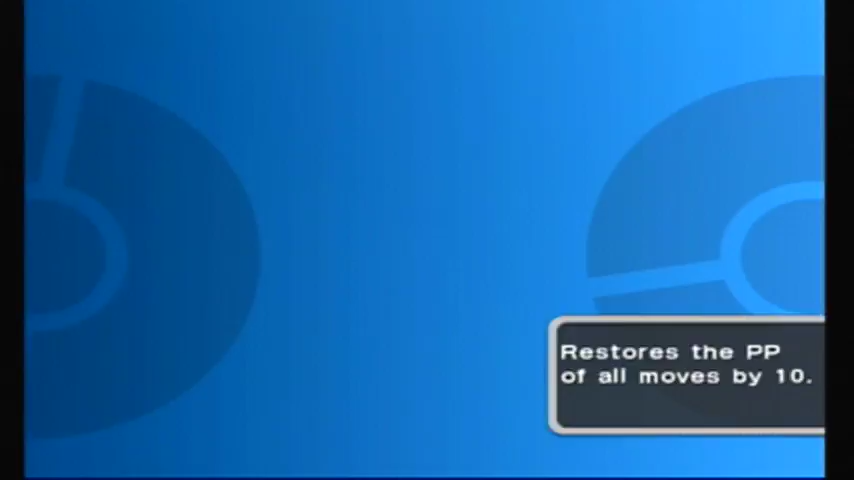 Restores the PP
of all moves by 10.